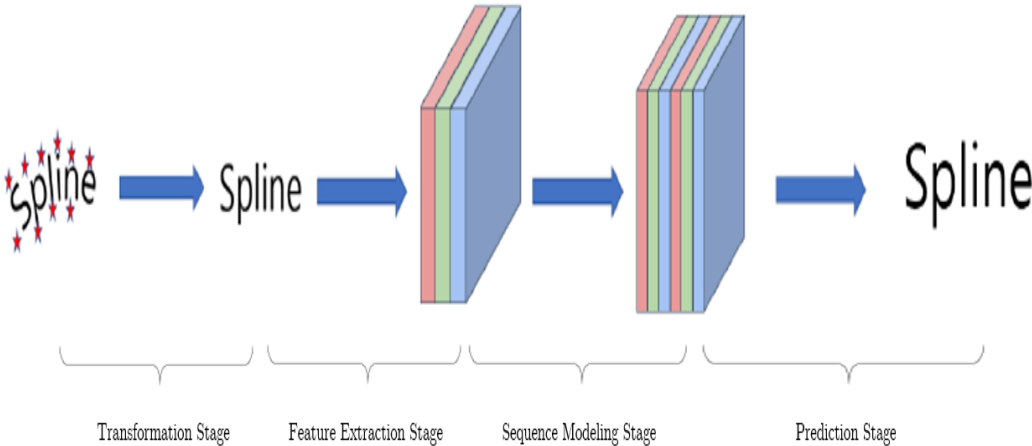 Spline
Spline
Spline
Transformation Stage
Feature Extraction Stage
Sequence Modeling Stage
Prediction Stage